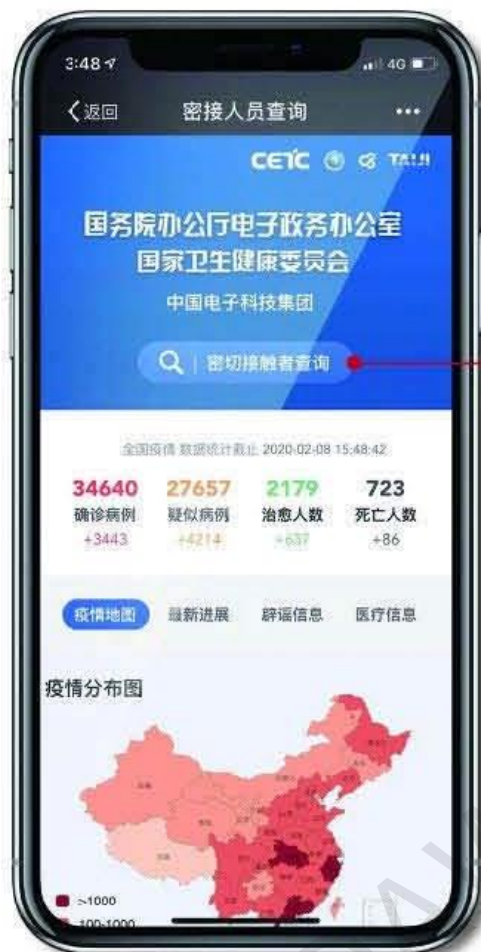 3:48 4G
返回 密接人员查询
CETC TAIJI
国务院办公厅电子政务办公室
国家卫生健康委员会
中国电子科技集团
密切接触者查询
全国疫情 数据统计截止 2020-02-08 15:48:42
34640 27657 2179 723
确诊病例 疑似病例 治愈人数 死亡人数
+3443 +4214 +637 +86
疫情地图 最新进展 辟谣信息 医疗信息
疫情分布图
>1000
100-1000